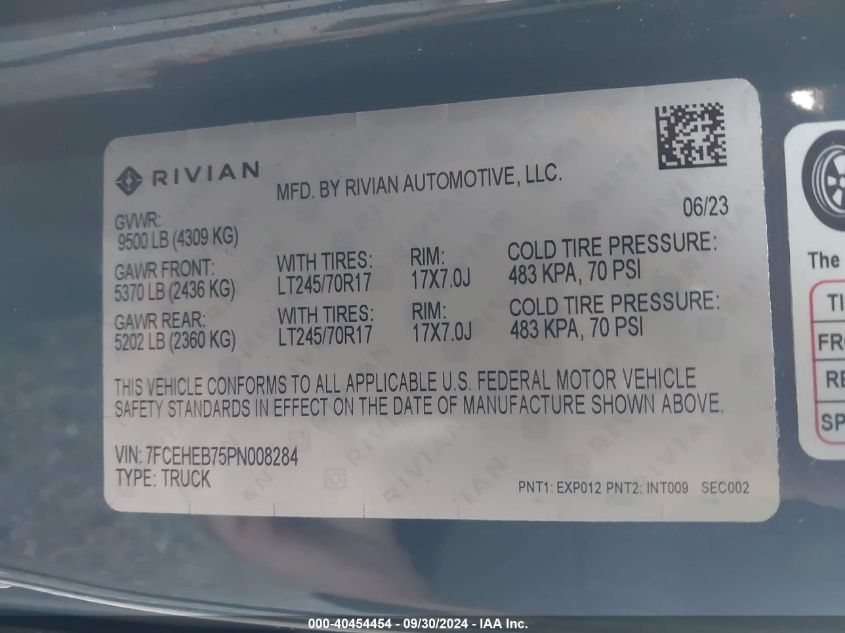 RIVIAN
MFD. BY RIVIAN AUTOMOTIVE, LLC.
06/23
GVWR:
9500 LB (4309 KG)
GAWR FRONT:
5370 LB (2436 KG)
WITH TIRES:
LT245/70R17
RIM:
17X7.0J
COLD TIRE PRESSURE:
483 KPA, 70 PSI
GAWR REAR:
5202 LB (2360 KG)
WITH TIRES:
LT245/70R17
RIM:
17X7.0J
COLD TIRE PRESSURE:
483 KPA, 70 PSI
THIS VEHICLE CONFORMS TO ALL APPLICABLE U.S. FEDERAL MOTOR VEHICLE
SAFETY STANDARDS IN EFFECT ON THE DATE OF MANUFACTURE SHOWN ABOVE.
VIN: 7FCEHEB75PN008284
TYPE: TRUCK
PNT1: EXP012 PNT2: INT009 SEC002
The
TI
FRO
RE
SP
000-40454454 - 09/30/2024 - IAA Inc.